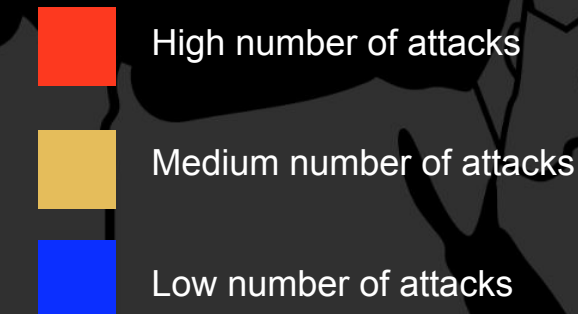 High number of attacks
Medium number of attacks
Low number of attacks